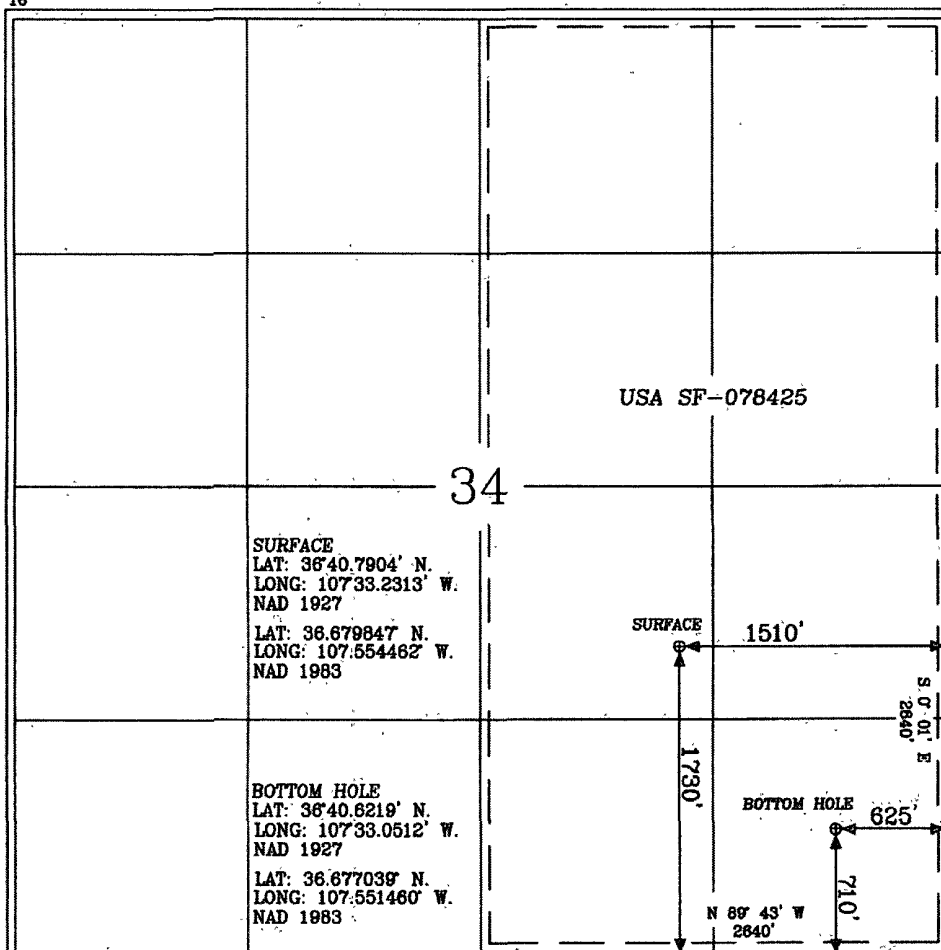 16
USA SF-078425
34
SURFACE
LAT: 36°40.7904' N.
LONG: 107°33.2313' W.
NAD 1927
LAT: 36.679847° N.
LONG: 107.554462° W.
NAD 1983
SURFACE
1510'
S 0° 01' E
2640'
1730'
BOTTOM HOLE
LAT: 36°40.6219' N.
LONG: 107°33.0512' W.
NAD 1927
LAT: 36.677039° N.
LONG: 107.551460° W.
NAD 1983
BOTTOM HOLE
625'
710'
N 89° 43' W
2640'